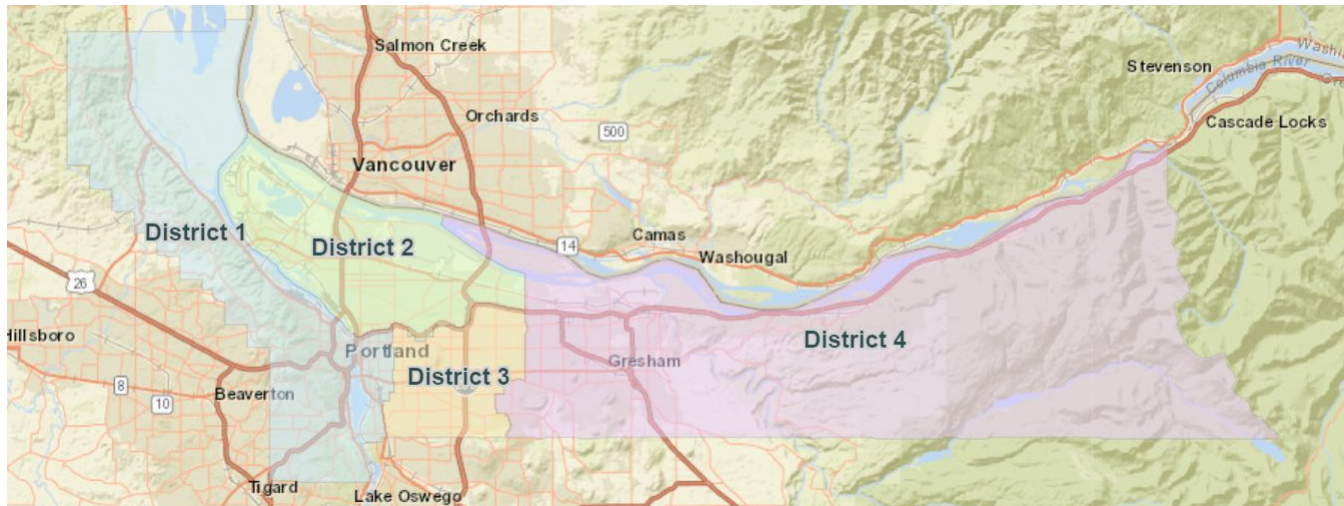 Salmon Creek
Stevenson
Columbia River
Cascade Locks
Orchards
500
Vancouver
District 1
District 2
14
Camas
Washougal
26
Hillsboro
Portland
District 4
Gresham
District 3
8
10
Beaverton
Tigard
Lake Oswego